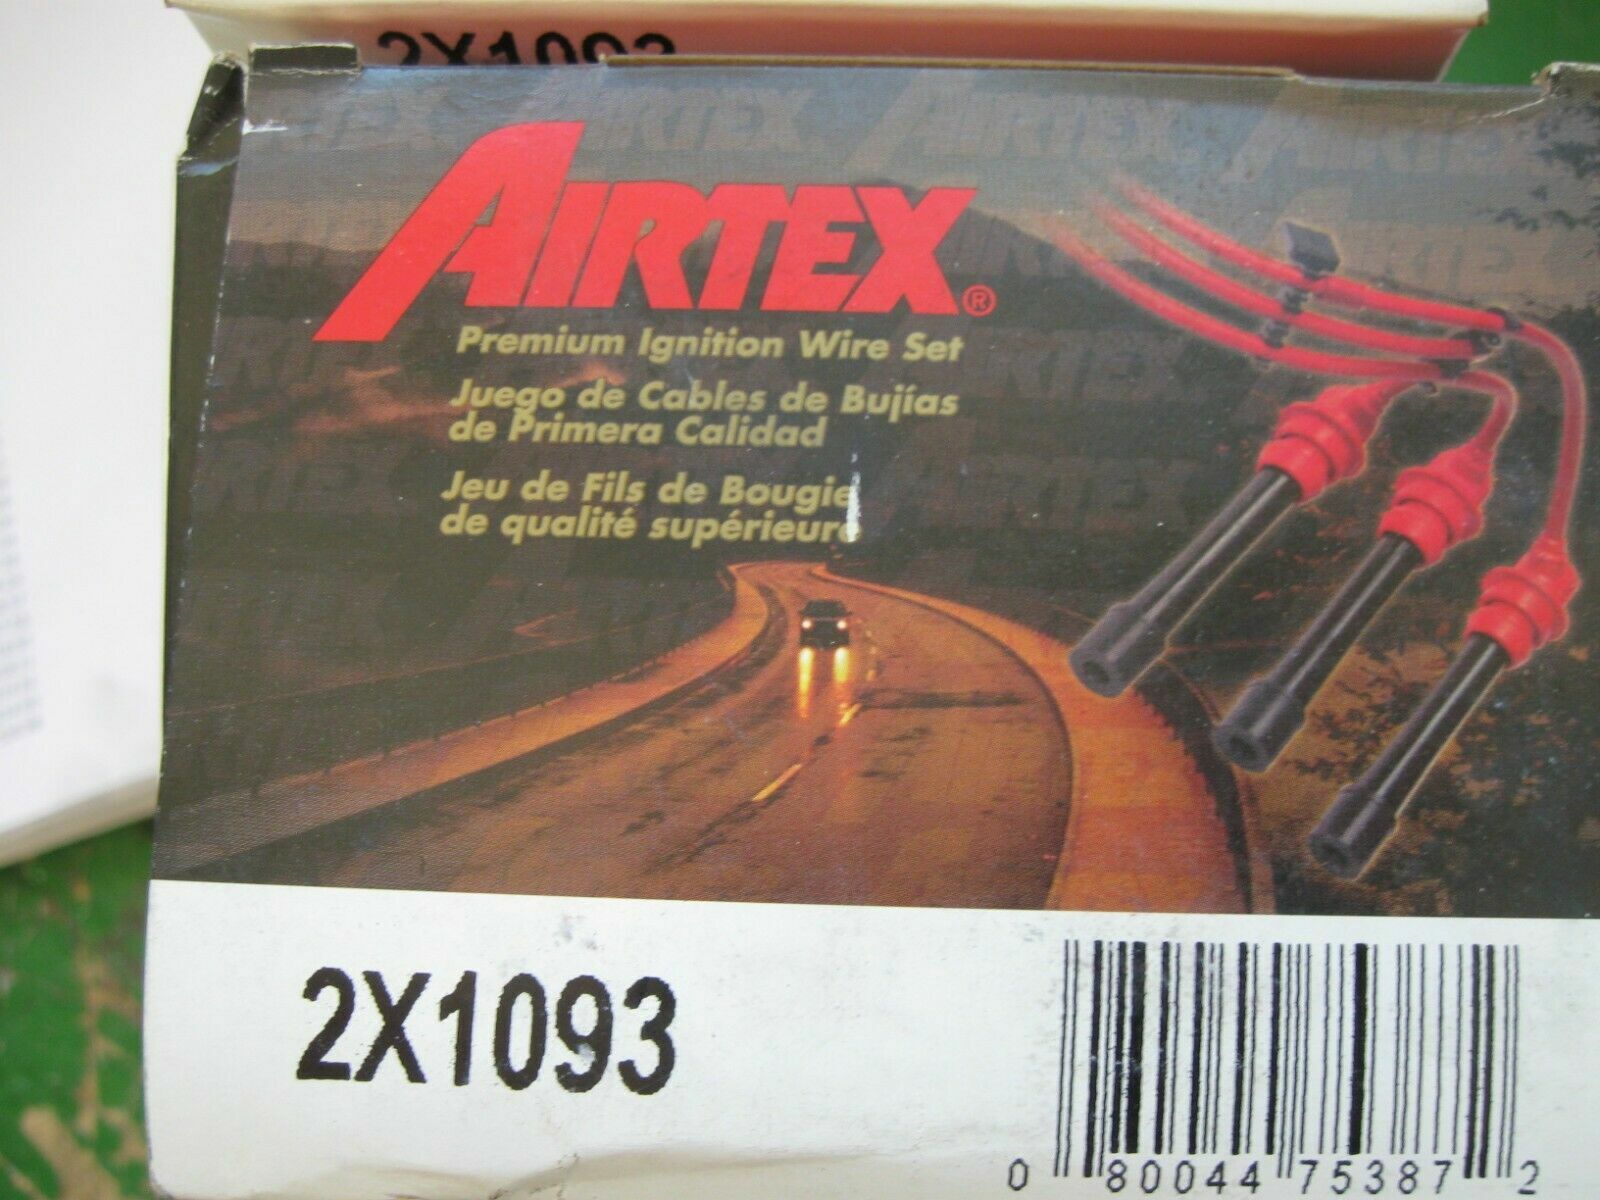 2X1093
AIRTEX®
Premium Ignition Wire Set
Juego de Cables de Bujías
de Primera Calidad
Jeu de Fils de Bougie
de qualité supérieure
2X1093
0 80044 75387 2